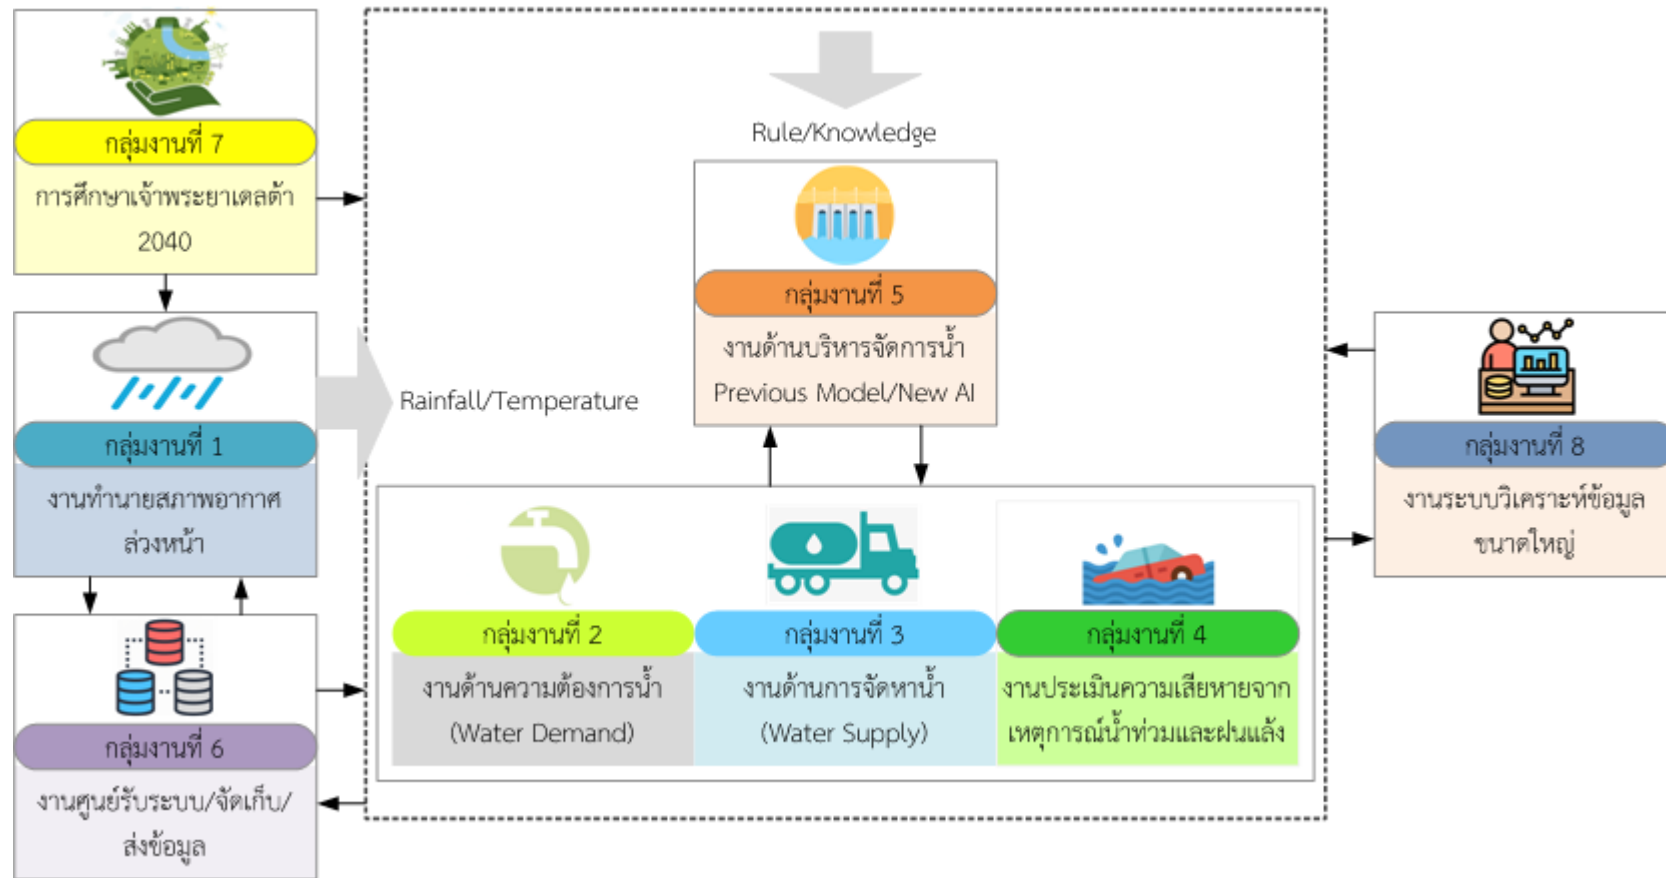 กลุ่มงานที่ 7
การศึกษาเจ้าพระยาเดลต้า
2040
กลุ่มงานที่ 1
งานทำนายสภาพอากาศ
ล่วงหน้า
กลุ่มงานที่ 6
งานศูนย์รับระบบ/จัดเก็บ/
ส่งข้อมูล
Rainfall/Temperature
Rule/Knowledge
กลุ่มงานที่ 5
งานด้านบริหารจัดการน้ำ
Previous Model/New AI
กลุ่มงานที่ 2
งานด้านความต้องการน้ำ
(Water Demand)
กลุ่มงานที่ 3
งานด้านการจัดหาน้ำ
(Water Supply)
กลุ่มงานที่ 4
งานประเมินความเสียหายจาก
เหตุการณ์น้ำท่วมและฝนแล้ง
กลุ่มงานที่ 8
งานระบบวิเคราะห์ข้อมูล
ขนาดใหญ่